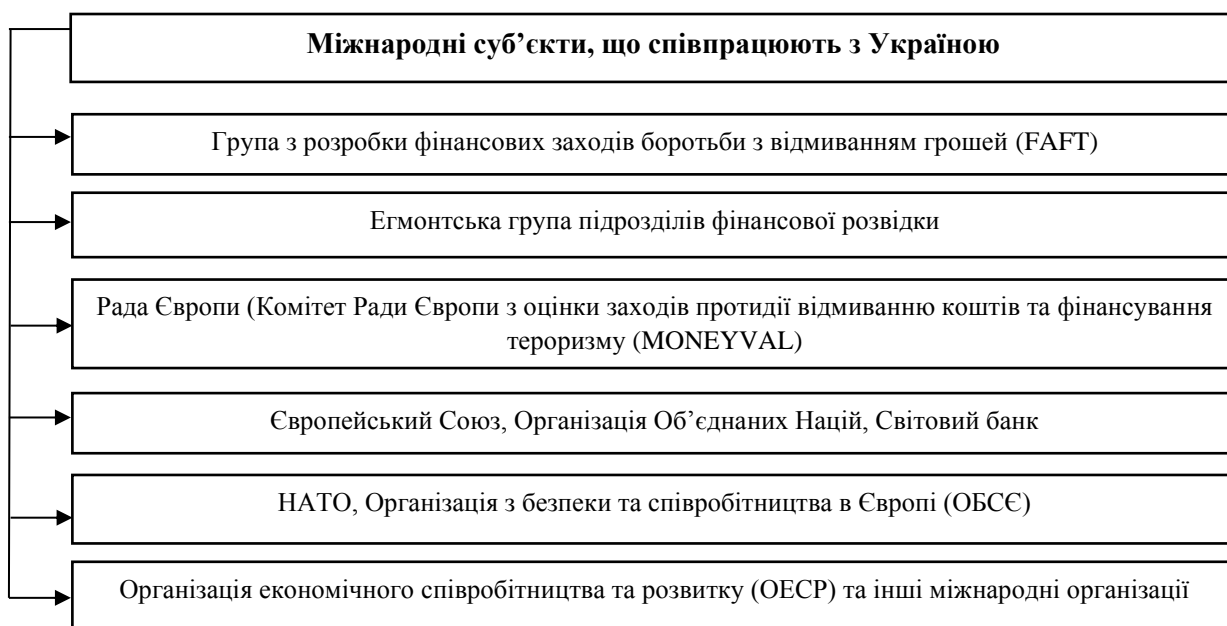 Міжнародні суб’єкти, що співпрацюють з Україною
Група з розробки фінансових заходів боротьби з відмиванням грошей (FAFT)
Егмонтська група підрозділів фінансової розвідки
Рада Європи (Комітет Ради Європи з оцінки заходів протидії відмиванню коштів та фінансування
тероризму (MONEYVAL)
Європейський Союз, Організація Об’єднаних Націй, Світовий банк
НАТО, Організація з безпеки та співробітництва в Європі (ОБСЄ)
Організація економічного співробітництва та розвитку (ОЕСР) та інші міжнародні організації